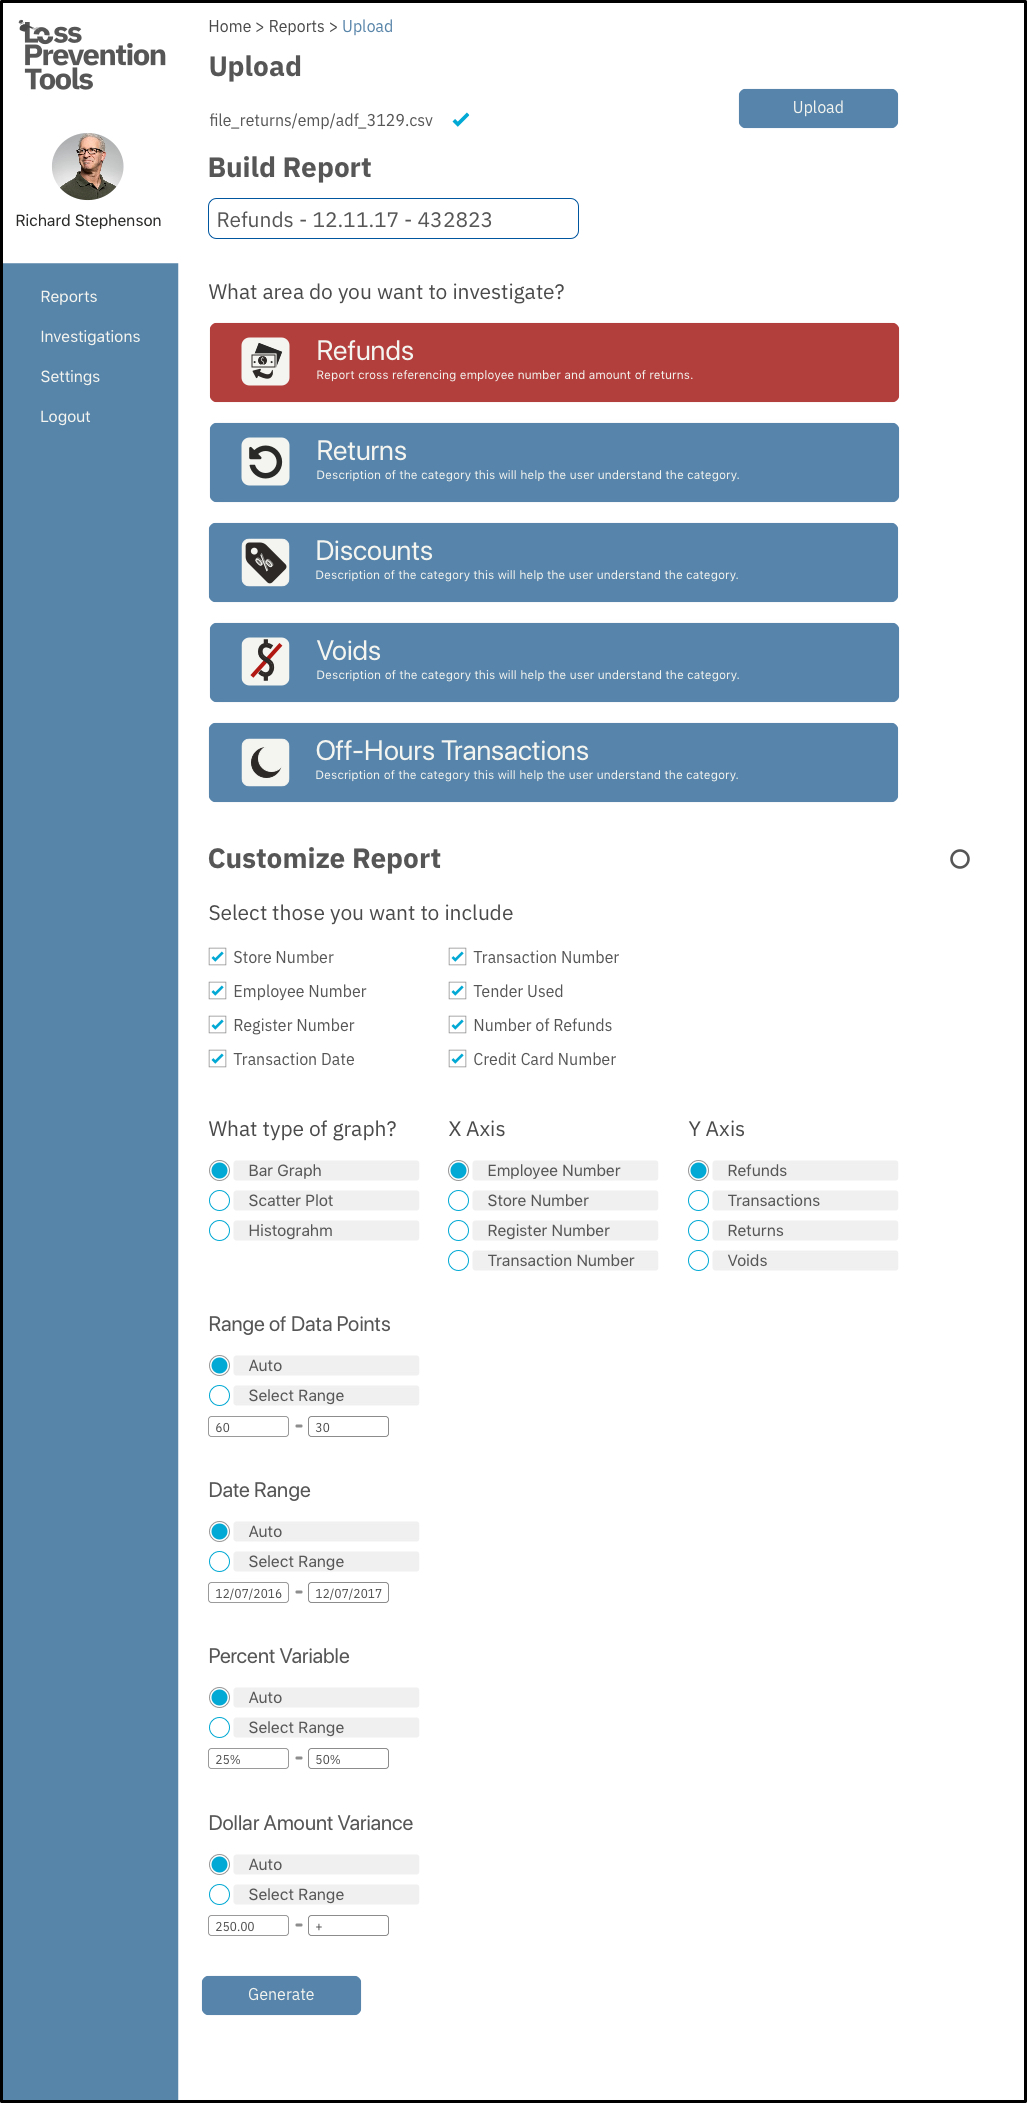 Loss
Prevention
Tools
Richard Stephenson
Reports
Investigations
Settings
Logout
Home > Reports > Upload
Upload
file_returns/emp/adf_3129.csv
Upload
Build Report
Refunds - 12.11.17 - 432823
What area do you want to investigate?
Refunds
Report cross referencing employee number and amount of returns.
Returns
Description of the category this will help the user understand the category.
Discounts
Description of the category this will help the user understand the category.
Voids
Description of the category this will help the user understand the category.
Off-Hours Transactions
Description of the category this will help the user understand the category.
Customize Report
Select those you want to include
Store Number
Employee Number
Register Number
Transaction Date
Transaction Number
Tender Used
Number of Refunds
Credit Card Number
What type of graph?
Bar Graph
Scatter Plot
Histograhm
X Axis
Employee Number
Store Number
Register Number
Transaction Number
Y Axis
Refunds
Transactions
Returns
Voids
Range of Data Points
Auto
Select Range
60 - 30
Date Range
Auto
Select Range
12/07/2016 - 12/07/2017
Percent Variable
Auto
Select Range
25% - 50%
Dollar Amount Variance
Auto
Select Range
250.00 - +
Generate